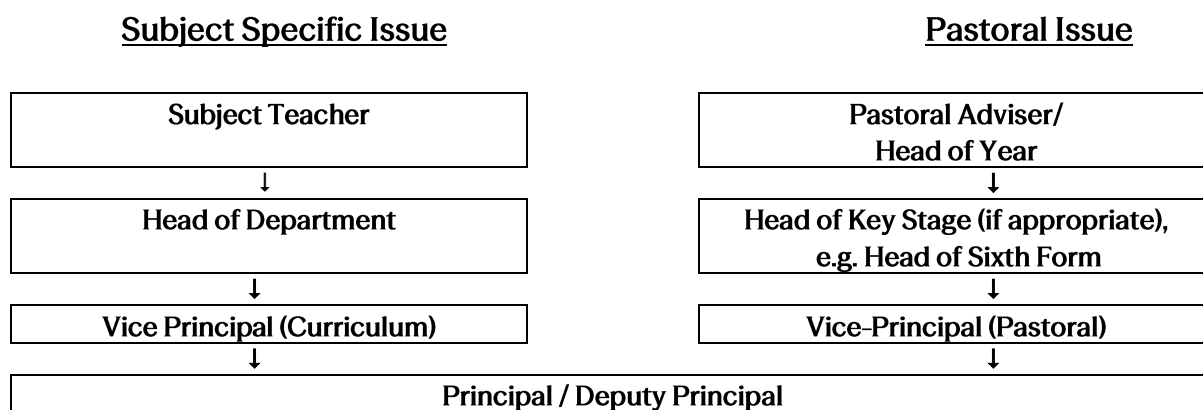 Subject Specific Issue
Pastoral Issue
Subject Teacher
Pastoral Adviser/
Head of Year
Head of Department
Head of Key Stage (if appropriate),
e.g. Head of Sixth Form
Vice Principal (Curriculum)
Vice-Principal (Pastoral)
Principal / Deputy Principal